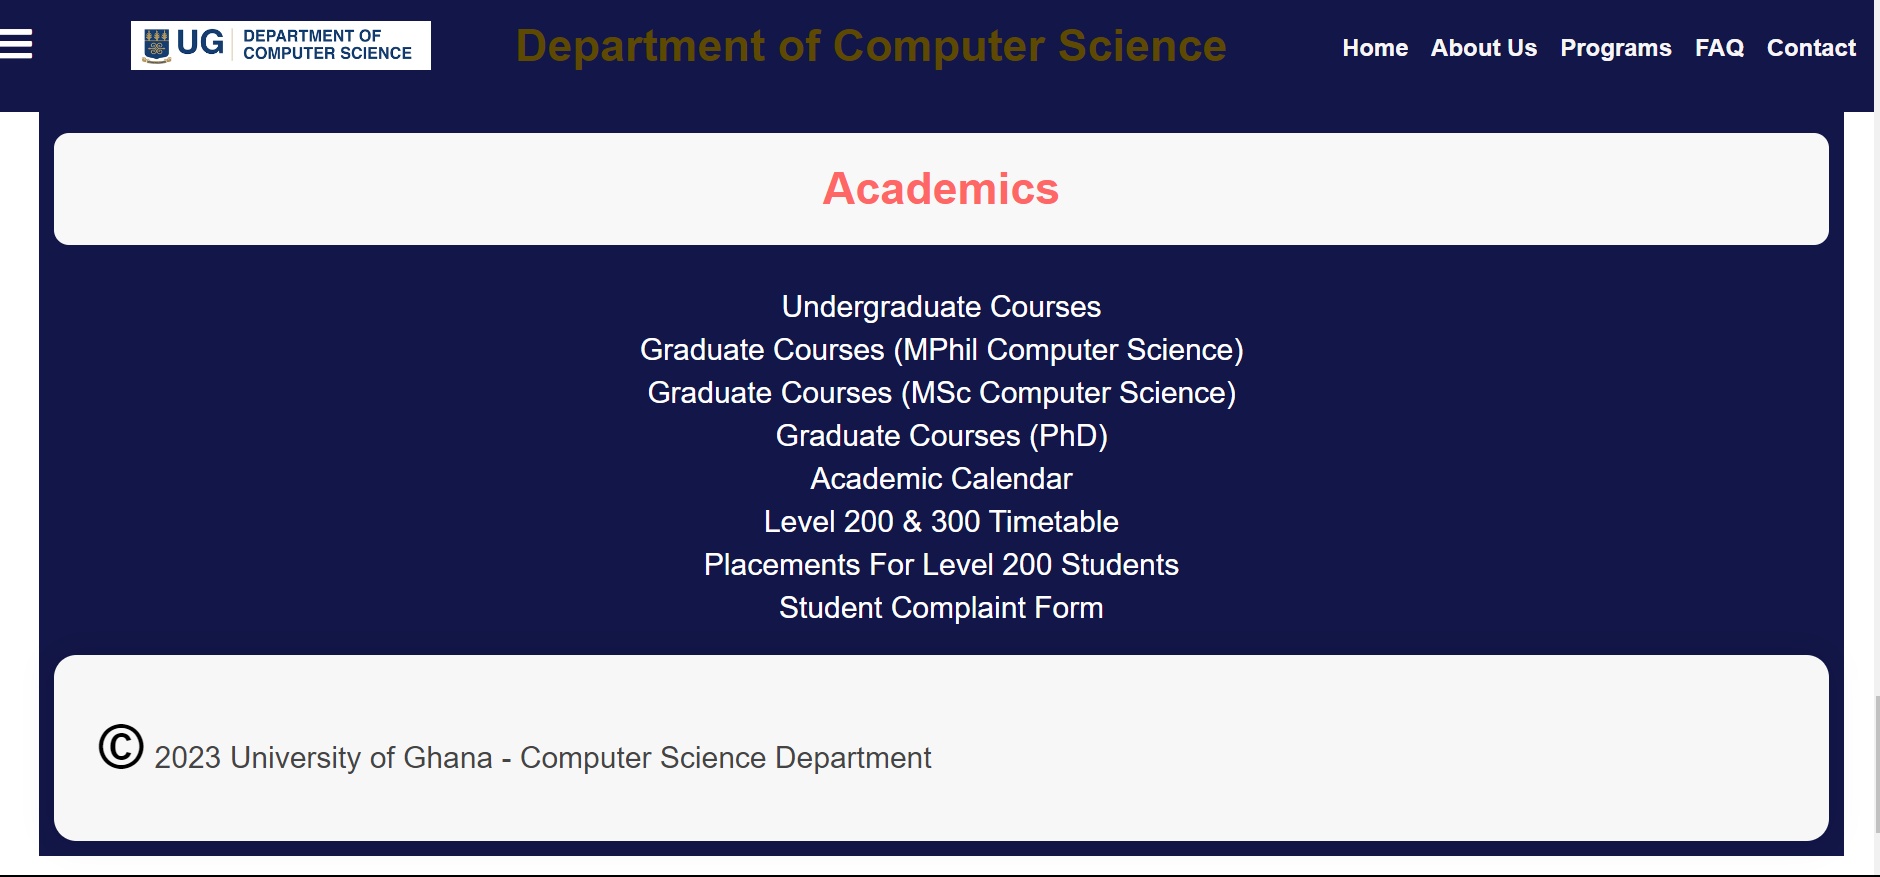 UG DEPARTMENT OF
COMPUTER SCIENCE
Department of Computer Science
Home About Us Programs FAQ Contact
Academics
Undergraduate Courses
Graduate Courses (MPhil Computer Science)
Graduate Courses (MSc Computer Science)
Graduate Courses (PhD)
Academic Calendar
Level 200 & 300 Timetable
Placements For Level 200 Students
Student Complaint Form
© 2023 University of Ghana - Computer Science Department